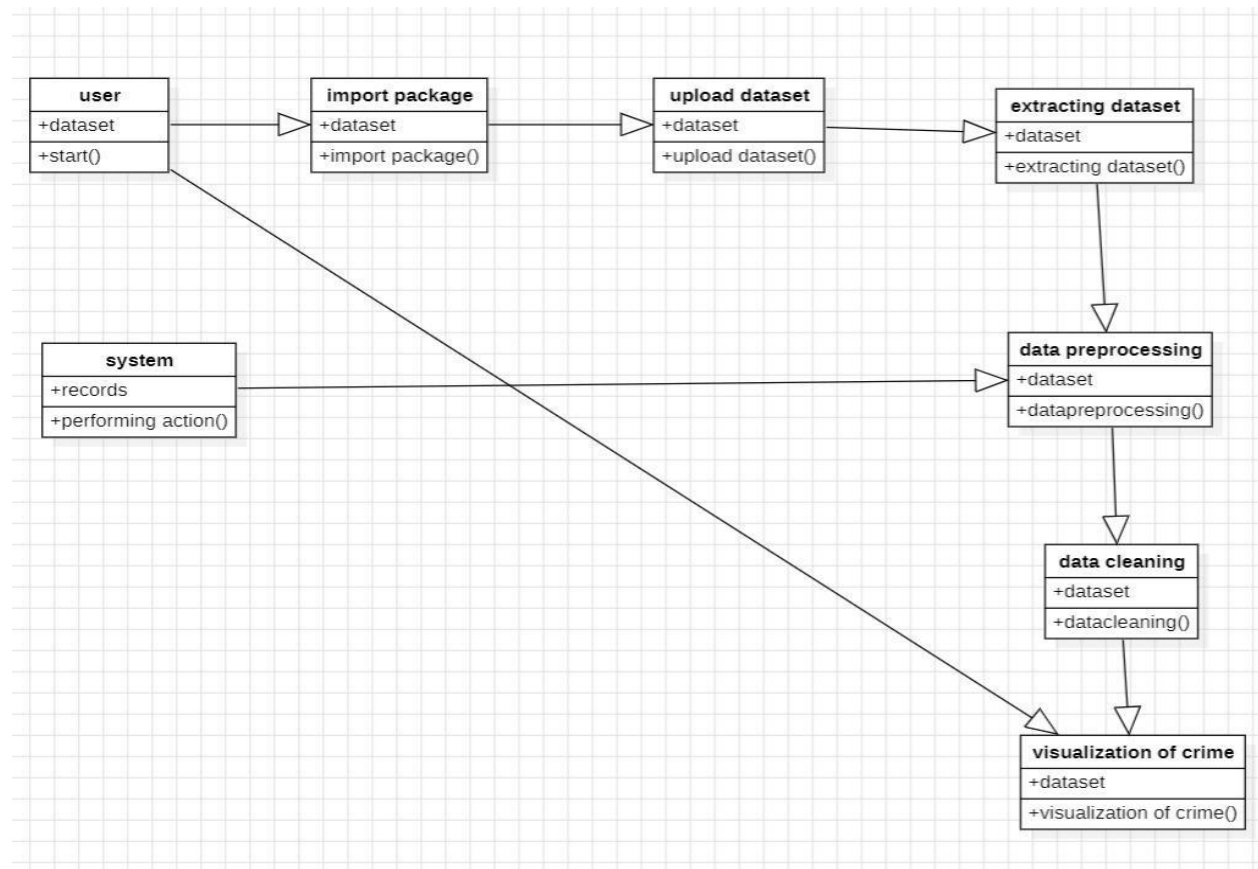 user
+dataset
+start()
import package
+dataset
+import package()
upload dataset
+dataset
+upload dataset()
extracting dataset
+dataset
+extracting dataset()
system
+records
+performing action()
data preprocessing
+dataset
+datapreprocessing()
data cleaning
+dataset
+datacleaning()
visualization of crime
+dataset
+visualization of crime()